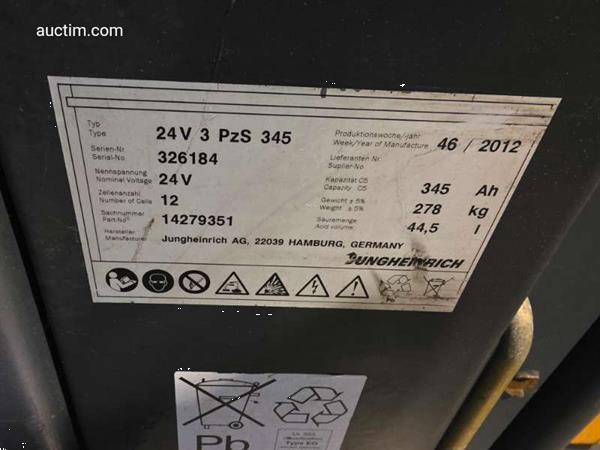 auctim.com
Typ
Type 24V 3 PzS 345
Serien-Nr
Serial-No 326184
Nennspannung
Nominal Voltage 24V
Zellenanzahl
Number of Cells 12
Sachnummer
Part-No 14279351
Hersteller
Manufacturer Jungheinrich AG, 22039 HAMBURG, GERMANY
Produktionswoche/-jahr
Week/Year of Manufacture 46 / 2012
Lieferanten Nr.
Suplier-No
Kapazität C5
Capacity C5 345 Ah
Gewicht ± 5%
Weight ± 5% 278 kg
Säuremenge
Acid volume 44,5 l
JUNGHEINRICH
Pb
Type EG